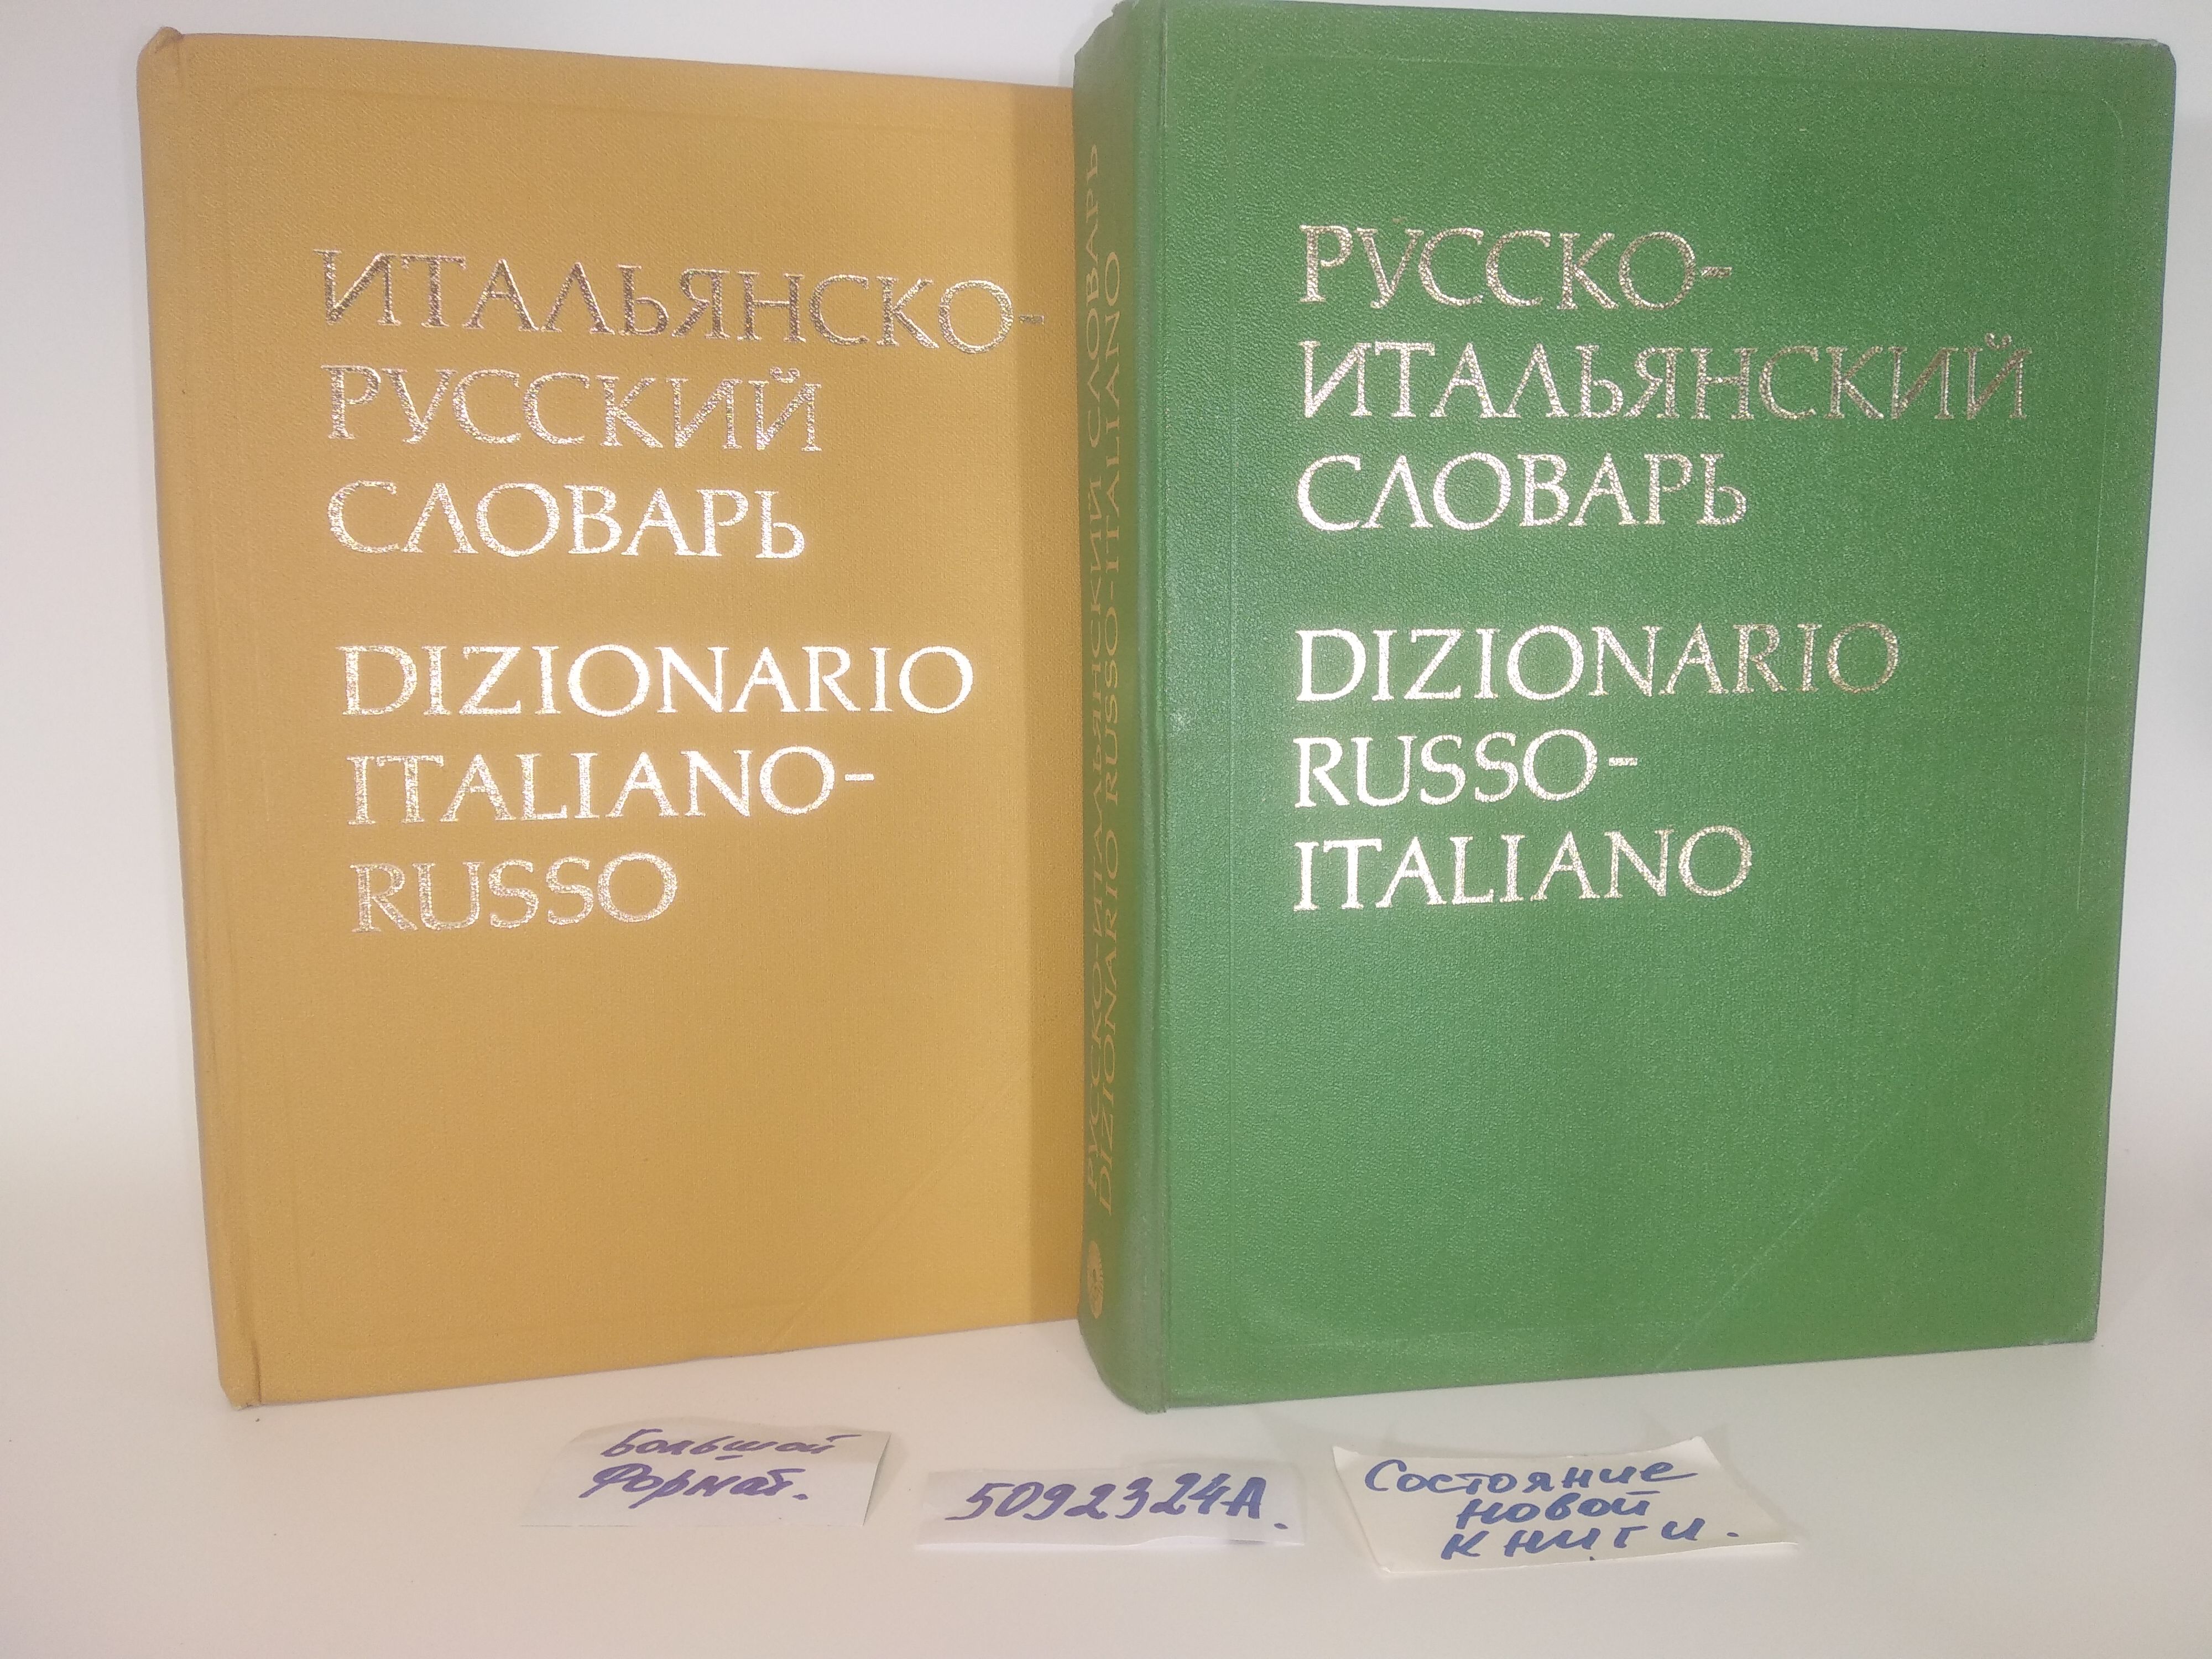 ИТАЛЬЯНСКО-
РУССКИЙ
СЛОВАРЬ
DIZIONARIO
ITALIANO-
RUSSO
РУССКО-ИТАЛЬЯНСКИЙ СЛОВАРЬ
DIZIONARIO RUSSO-ITALIANO
РУССКО-
ИТАЛЬЯНСКИЙ
СЛОВАРЬ
DIZIONARIO
RUSSO-
ITALIANO
Большой
Формат.
5092324А.
Состояние
новой
книги.